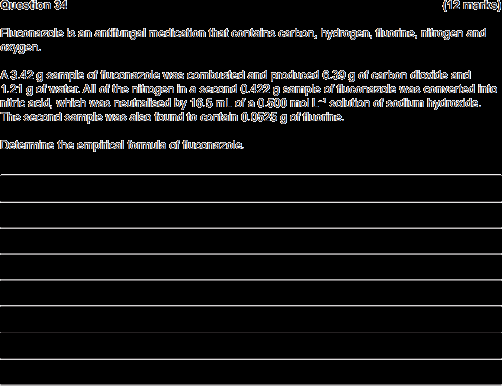 Question 34 (12 marks)
Fluconazole is an antifungal medication that contains carbon, hydrogen, fluorine, nitrogen and
oxygen.
A 3.42 g sample of fluconazole was combusted and produced 6.39 g of carbon dioxide and
1.21 g of water. All of the nitrogen in a second 0.422 g sample of fluconazole was converted into
nitric acid, which was neutralised by 16.5 mL of a 0.500 mol L⁻¹ solution of sodium hydroxide.
The second sample was also found to contain 0.0525 g of fluorine.
Determine the empirical formula of fluconazole.